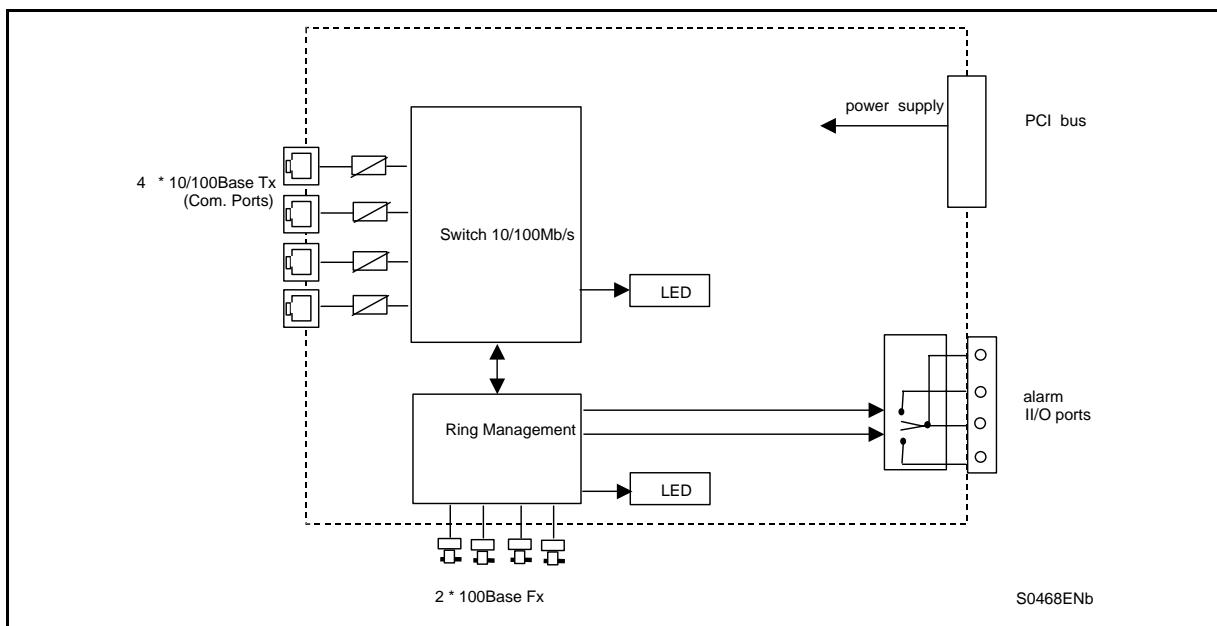 power supply
PCI bus
4 * 10/100Base Tx
(Com. Ports)
Switch 10/100Mb/s
LED
alarm
II/O ports
Ring Management
LED
2 * 100Base Fx
S0468ENb